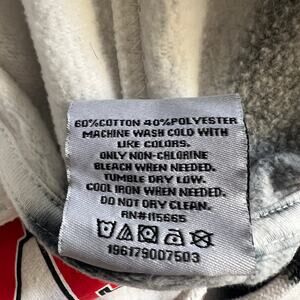 60%COTTON 40%POLYESTER
MACHINE WASH COLD WITH
LIKE COLORS.
ONLY NON-CHLORINE
BLEACH WHEN NEEDED.
TUMBLE DRY LOW.
COOL IRON WHEN NEEDED.
DO NOT DRY CLEAN.
RN#115665
196179007503